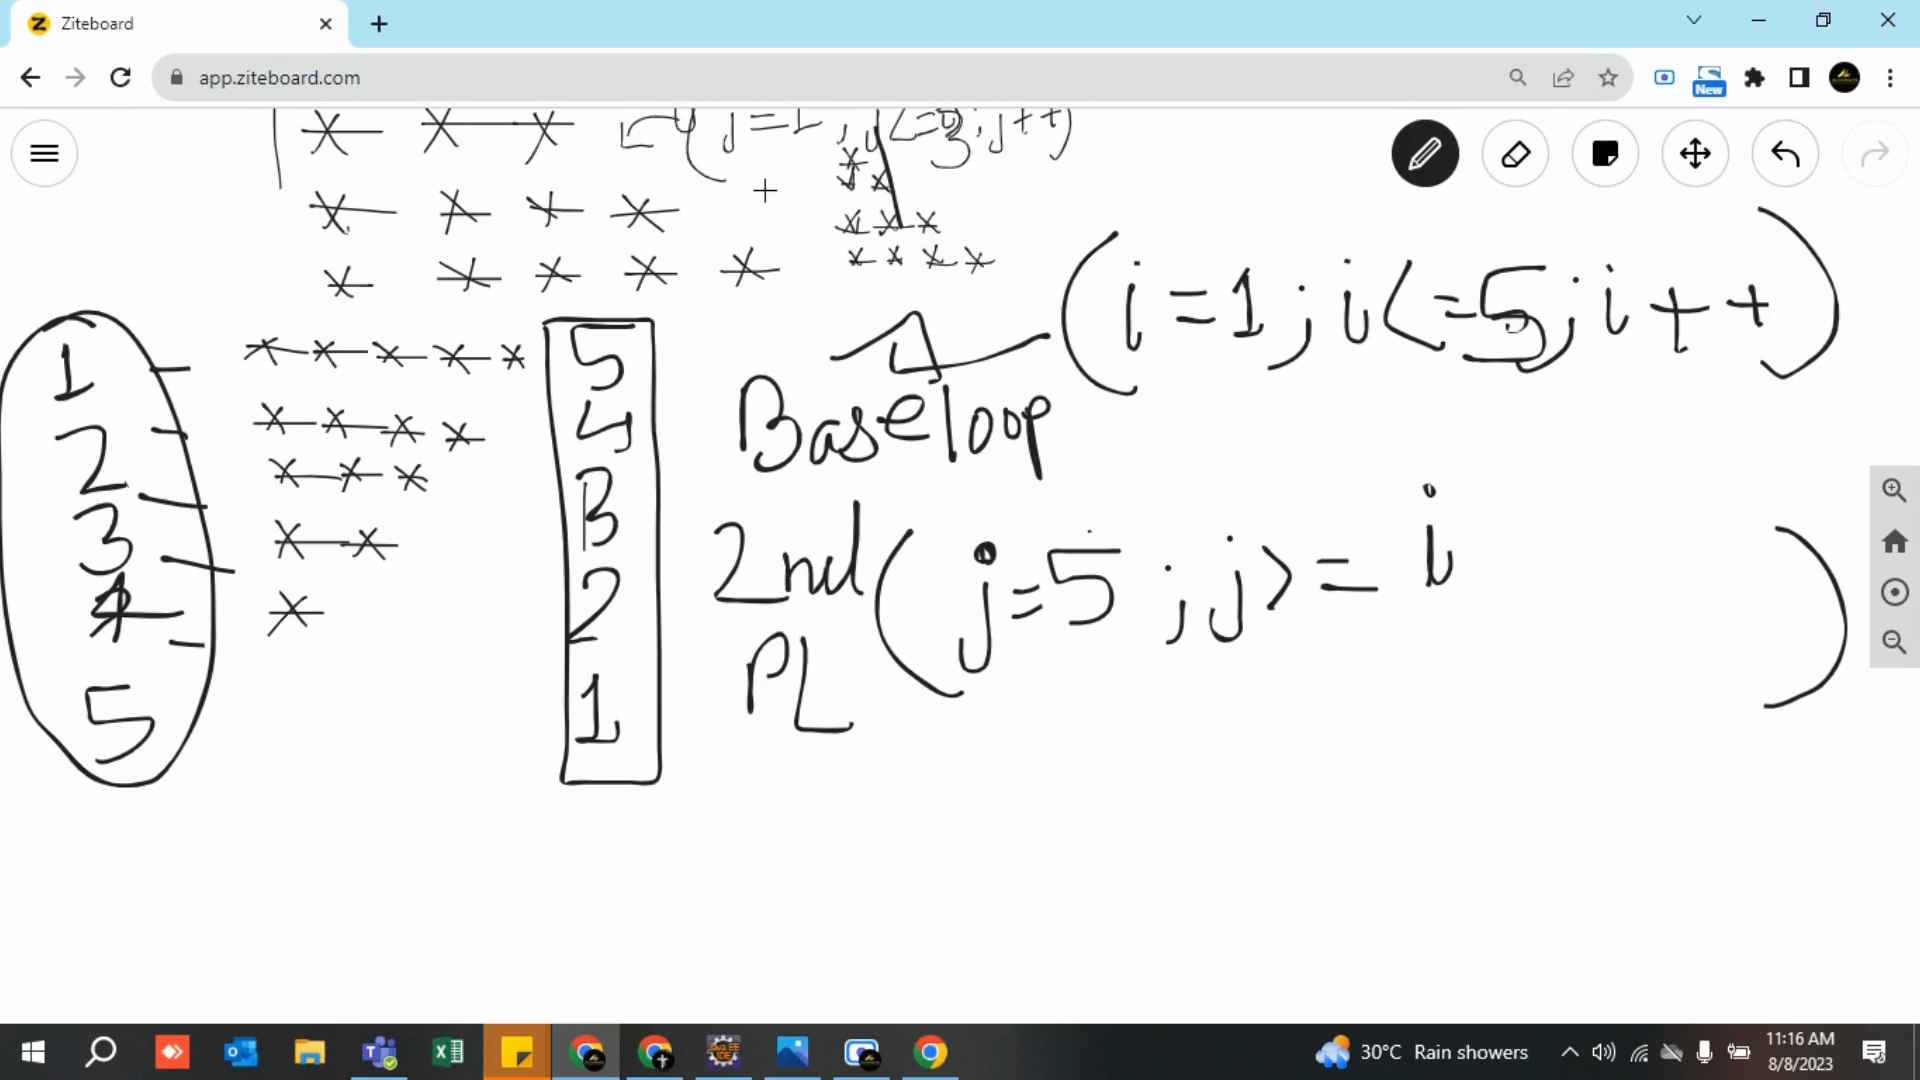 Ziteboard
app.ziteboard.com
New
(j=1 ;j<=3;j++)
(i=1;i<=5;i++)
1
2
3
4
5
5
4
3
2
1
Baseloop
2nd (j=5 ;j>= i )
PL
30°C Rain showers
11:16 AM
8/8/2023